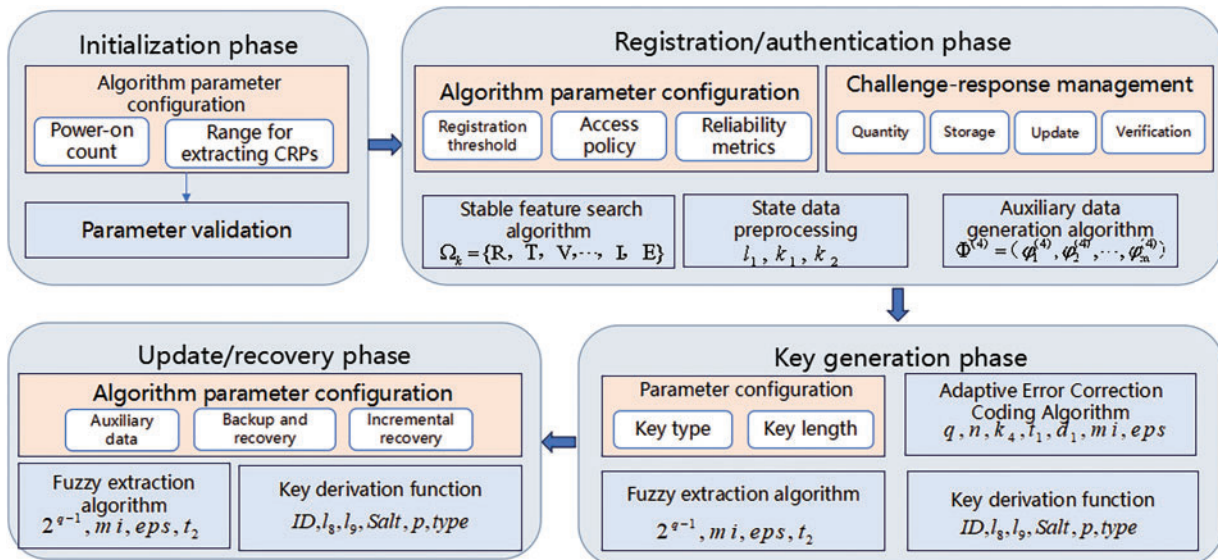 Initialization phase
Algorithm parameter
configuration
Power-on
count
Range for
extracting CRPs
Parameter validation
Registration/authentication phase
Algorithm parameter configuration
Registration
threshold
Access
policy
Reliability
metrics
Challenge-response management
Quantity
Storage
Update
Verification
Stable feature search
algorithm
Ω_k = {R, T, V, ⋯, I, E}
State data
preprocessing
l_1, k_1, k_2
Auxiliary data
generation algorithm
Φ^(4) = (φ_1^(4), φ_2^(4), ⋯, φ_m^(4))
Update/recovery phase
Algorithm parameter configuration
Auxiliary
data
Backup and
recovery
Incremental
recovery
Fuzzy extraction
algorithm
2^{q-1}, mi, eps, t_2
Key derivation function
ID, l_8, l_9, Salt, p, type
Key generation phase
Parameter configuration
Key type
Key length
Adaptive Error Correction
Coding Algorithm
q, n, k_4, t_1, d_1, mi, eps
Fuzzy extraction algorithm
2^{q-1}, mi, eps, t_2
Key derivation function
ID, l_8, l_9, Salt, p, type